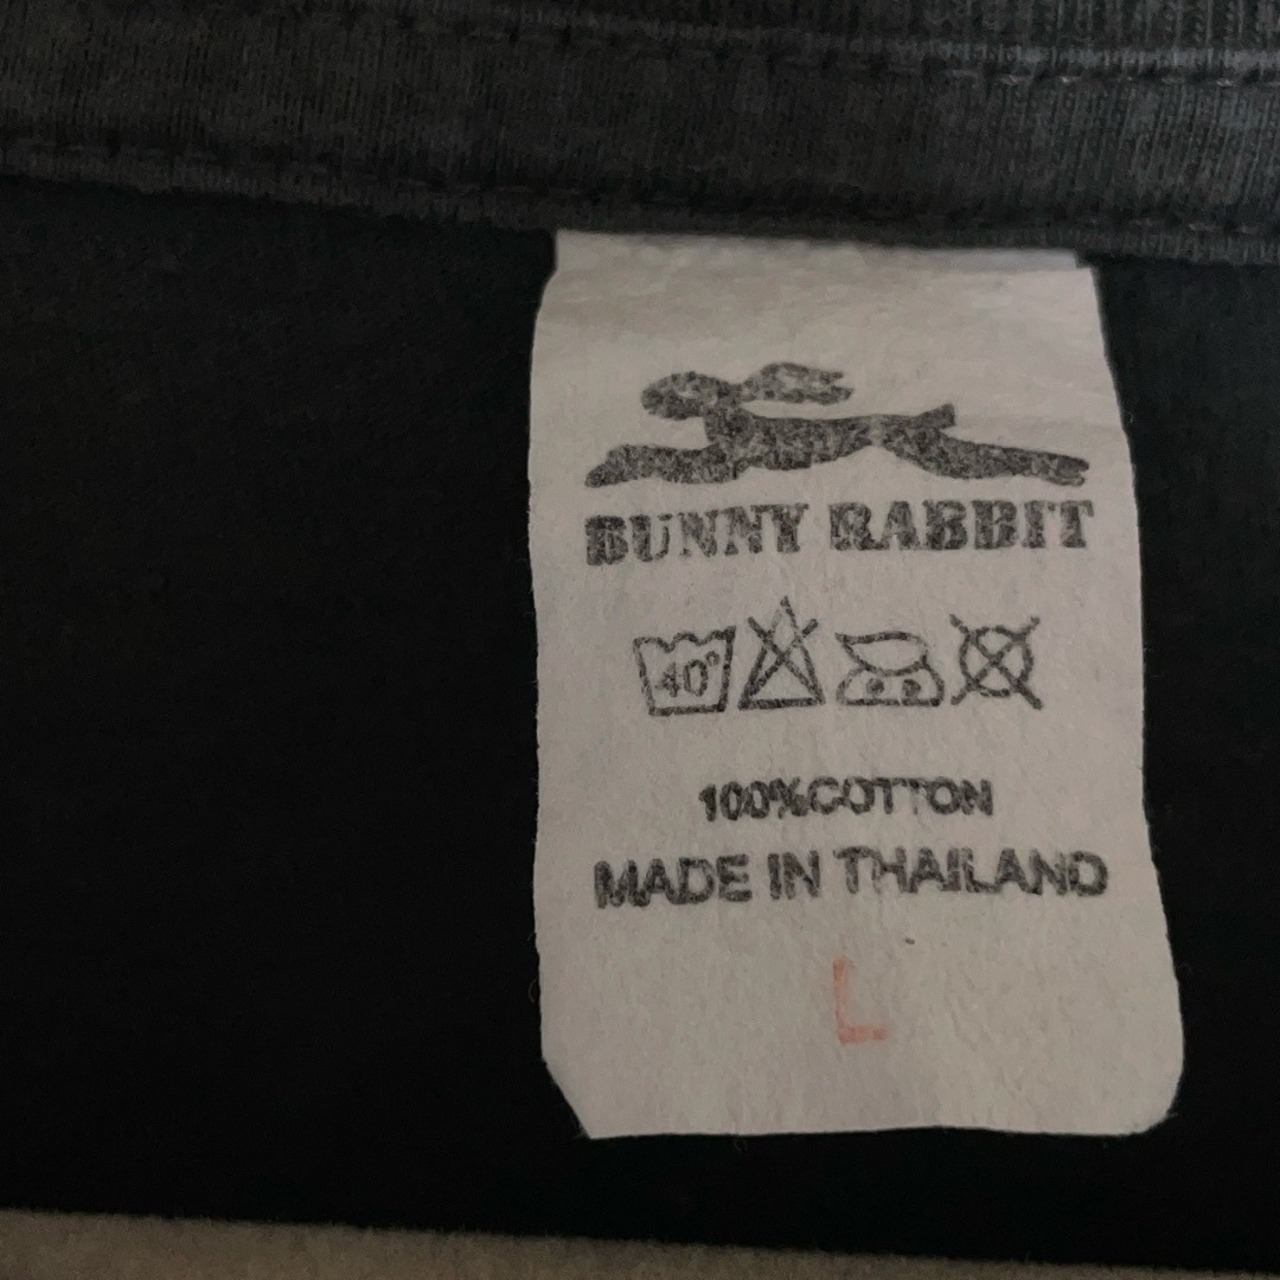 BUNNY RABBIT
40°
100%COTTON
MADE IN THAILAND
L